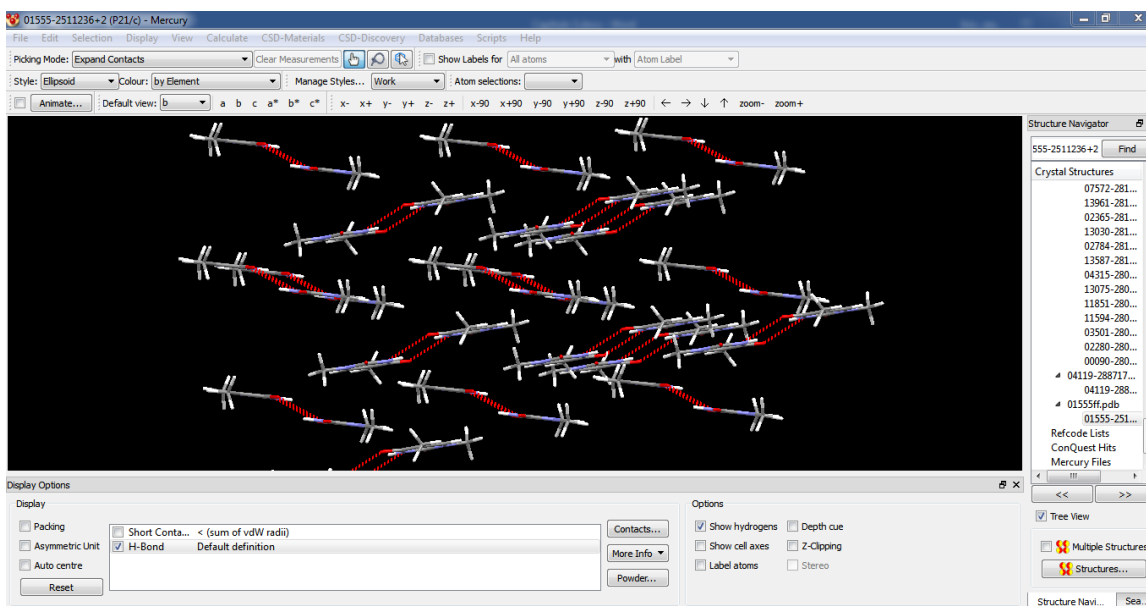 01555-2511236+2 (P21/c) - Mercury
File Edit Selection Display View Calculate CSD-Materials CSD-Discovery Databases Scripts Help
Picking Mode: Expand Contacts Clear Measurements Show Labels for All atoms with Atom Label
Style: Ellipsoid Colour: by Element Manage Styles... Work Atom selections:
Animate... Default view: b a b c a* b* c* x- x+ y- y+ z- z+ x-90 x+90 y-90 y+90 z-90 z+90 ← → ↓ ↑ zoom- zoom+
Structure Navigator
555-2511236+2 Find
Crystal Structures
07572-281...
13961-281...
02365-281...
13030-281...
02784-281...
13587-281...
04315-280...
13075-280...
11851-280...
11594-280...
03501-280...
02280-280...
00090-280...
04119-288717...
04119-288...
01555ff.pdb
01555-251...
Refcode Lists
ConQuest Hits
Mercury Files
<< >>
Tree View
Multiple Structures
Structures...
Structure Navi... Sea...
Display Options
Display
Packing
Asymmetric Unit
Auto centre
Reset
Short Conta... < (sum of vdW radii)
H-Bond Default definition
Contacts...
More Info
Powder...
Options
Show hydrogens Depth cue
Show cell axes Z-Clipping
Label atoms Stereo